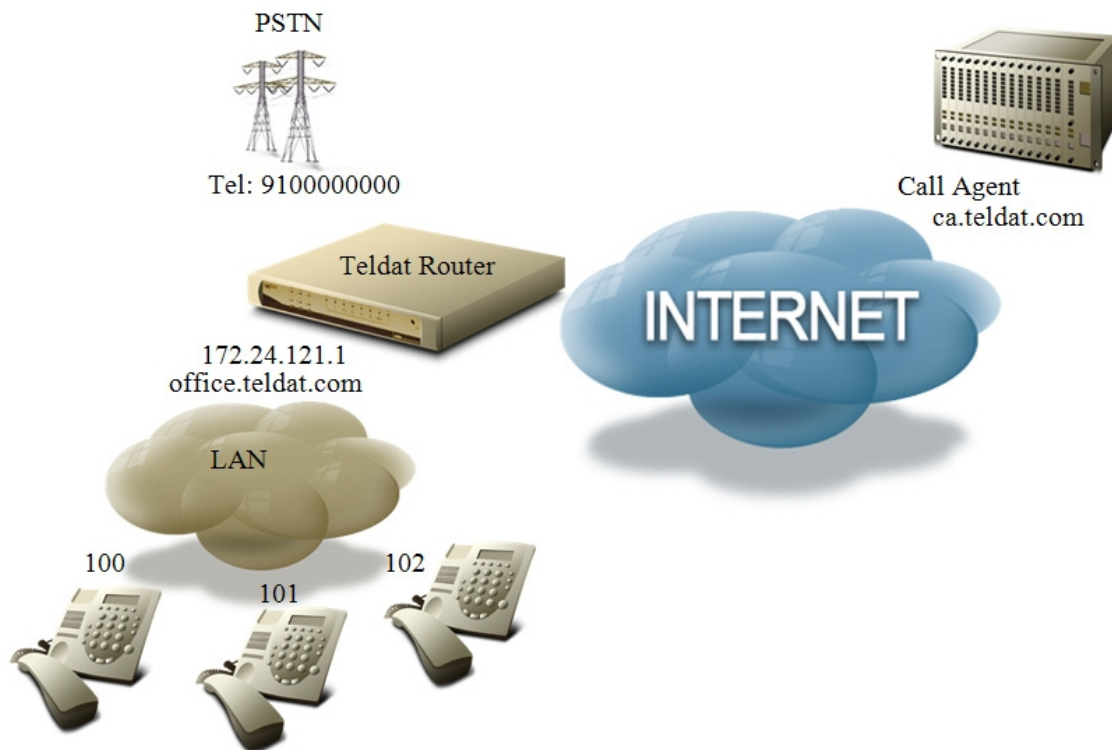 PSTN
Tel: 9100000000
Call Agent
ca.teldat.com
Teldat Router
INTERNET
172.24.121.1
office.teldat.com
LAN
100
101
102